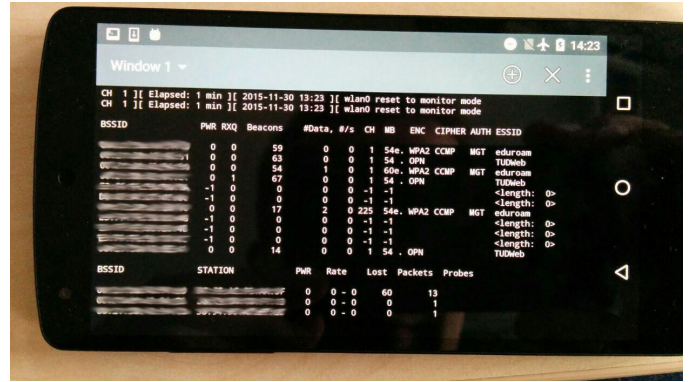 14:23
Window 1
CH 1 ][ Elapsed: 1 min ][ 2015-11-30 13:23 ][ wlan0 reset to monitor mode
CH 1 ][ Elapsed: 1 min ][ 2015-11-30 13:23 ][ wlan0 reset to monitor mode
BSSID PWR RXQ Beacons #Data, #/s CH MB ENC CIPHER AUTH ESSID
0 0 59 0 0 1 54e. WPA2 CCMP MGT eduroam
0 0 63 0 0 1 54 . OPN TUDWeb
0 0 54 1 0 1 60e. WPA2 CCMP MGT eduroam
0 1 67 0 0 1 54 . OPN TUDWeb
-1 0 0 0 0 -1 -1 <length: 0>
-1 0 0 0 0 -1 -1 <length: 0>
0 0 17 2 0 225 54e. WPA2 CCMP MGT eduroam
-1 0 0 0 0 -1 -1 <length: 0>
-1 0 0 0 0 -1 -1 <length: 0>
-1 0 0 0 0 -1 -1 <length: 0>
0 0 14 0 0 1 54 . OPN TUDWeb
BSSID STATION PWR Rate Lost Packets Probes
0 0 - 0 60 13
0 0 - 0 0 1
0 0 - 0 0 1